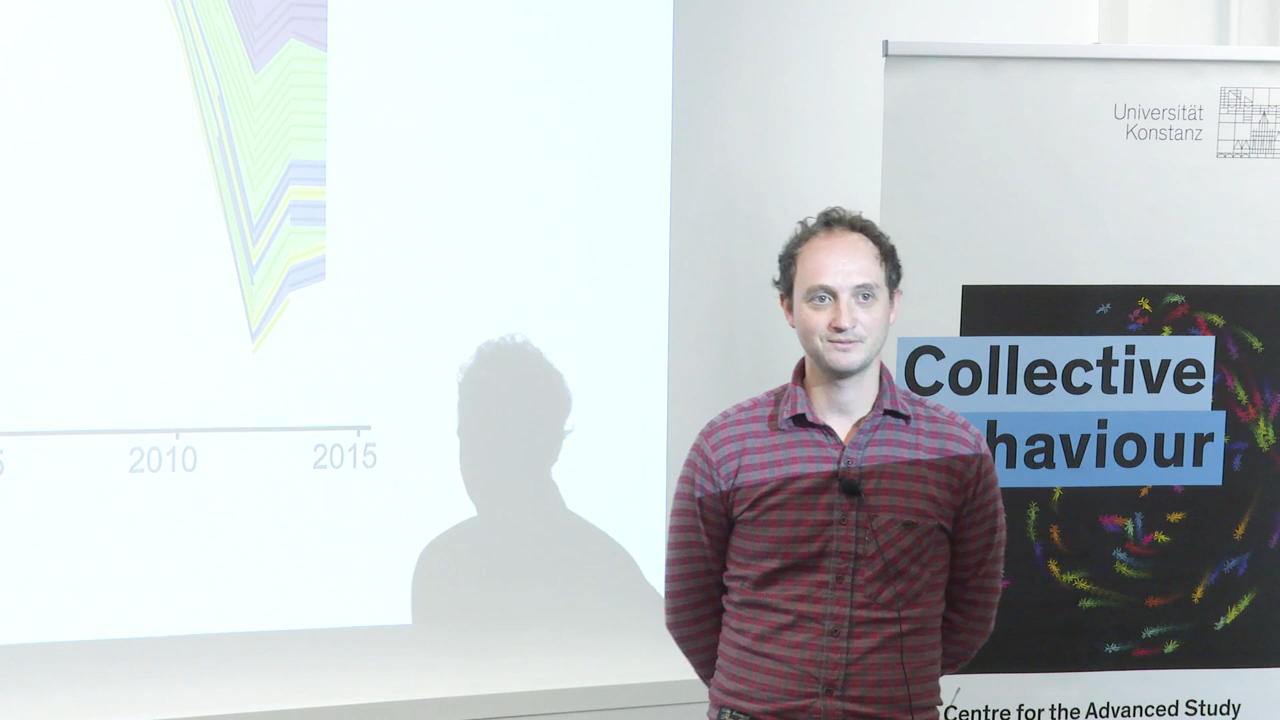 2010
2015
Universität
Konstanz
Collective
haviour
Centre for the Advanced Study